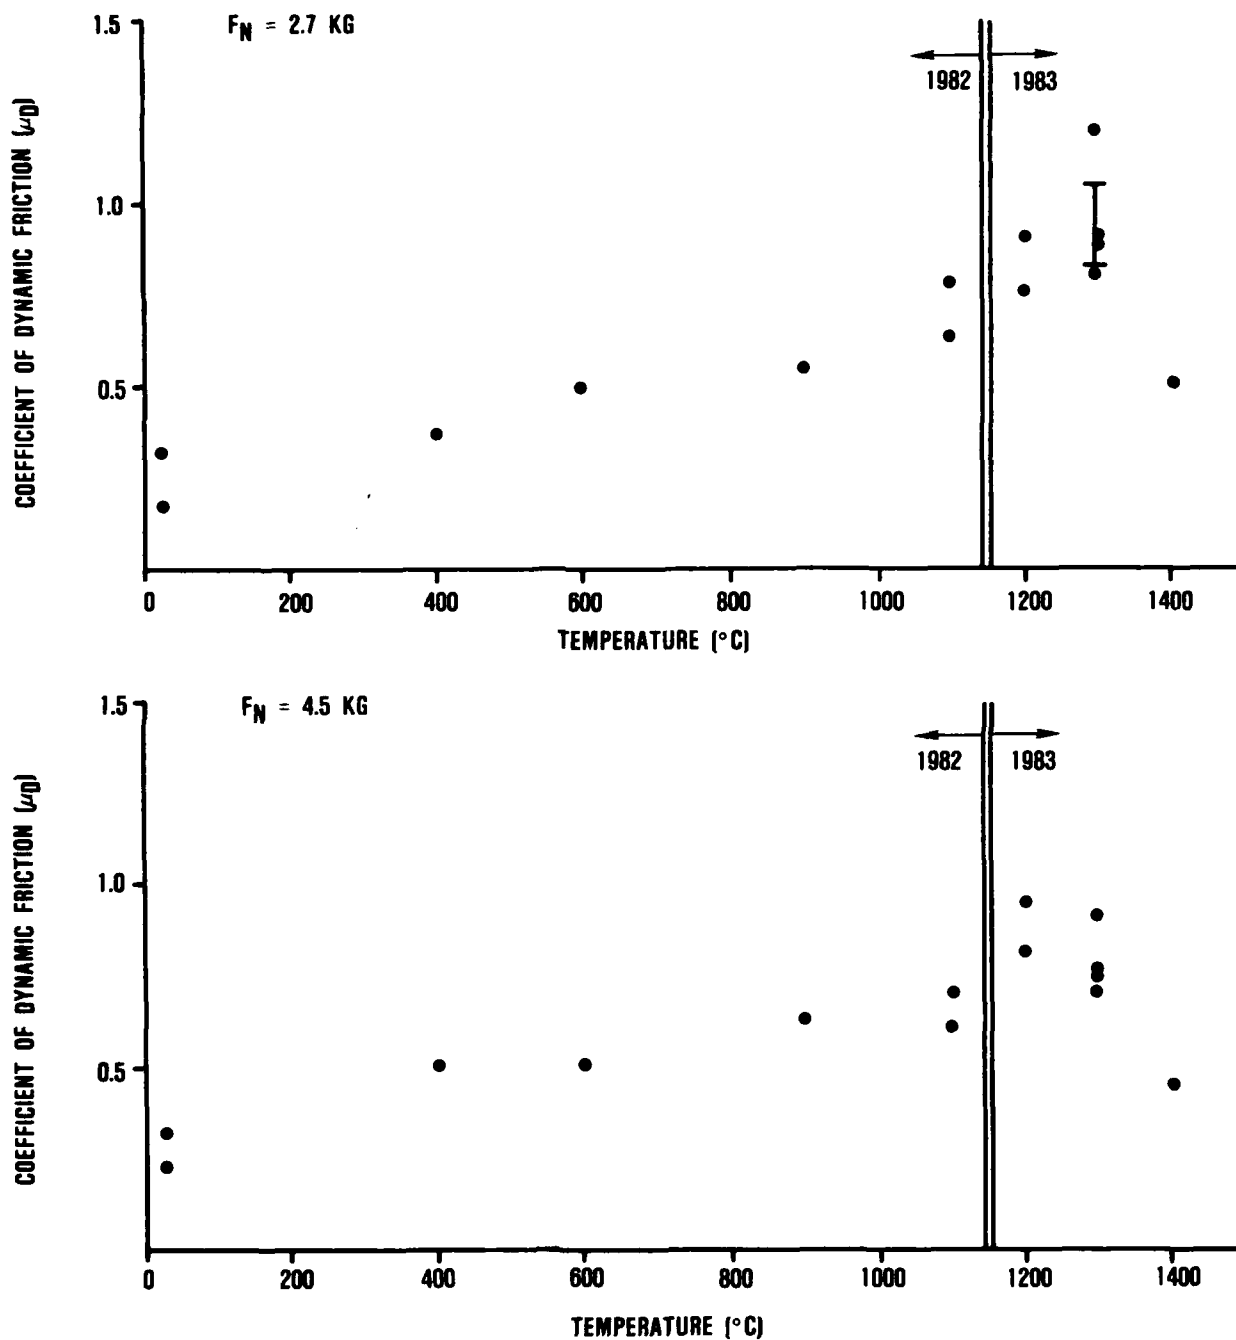 F_N = 2.7 KG
1982 1983
1.5
1.0
0.5
COEFFICIENT OF DYNAMIC FRICTION (μD)
0 200 400 600 800 1000 1200 1400
TEMPERATURE (°C)
F_N = 4.5 KG
1982 1983
1.5
1.0
0.5
COEFFICIENT OF DYNAMIC FRICTION (μD)
0 200 400 600 800 1000 1200 1400
TEMPERATURE (°C)